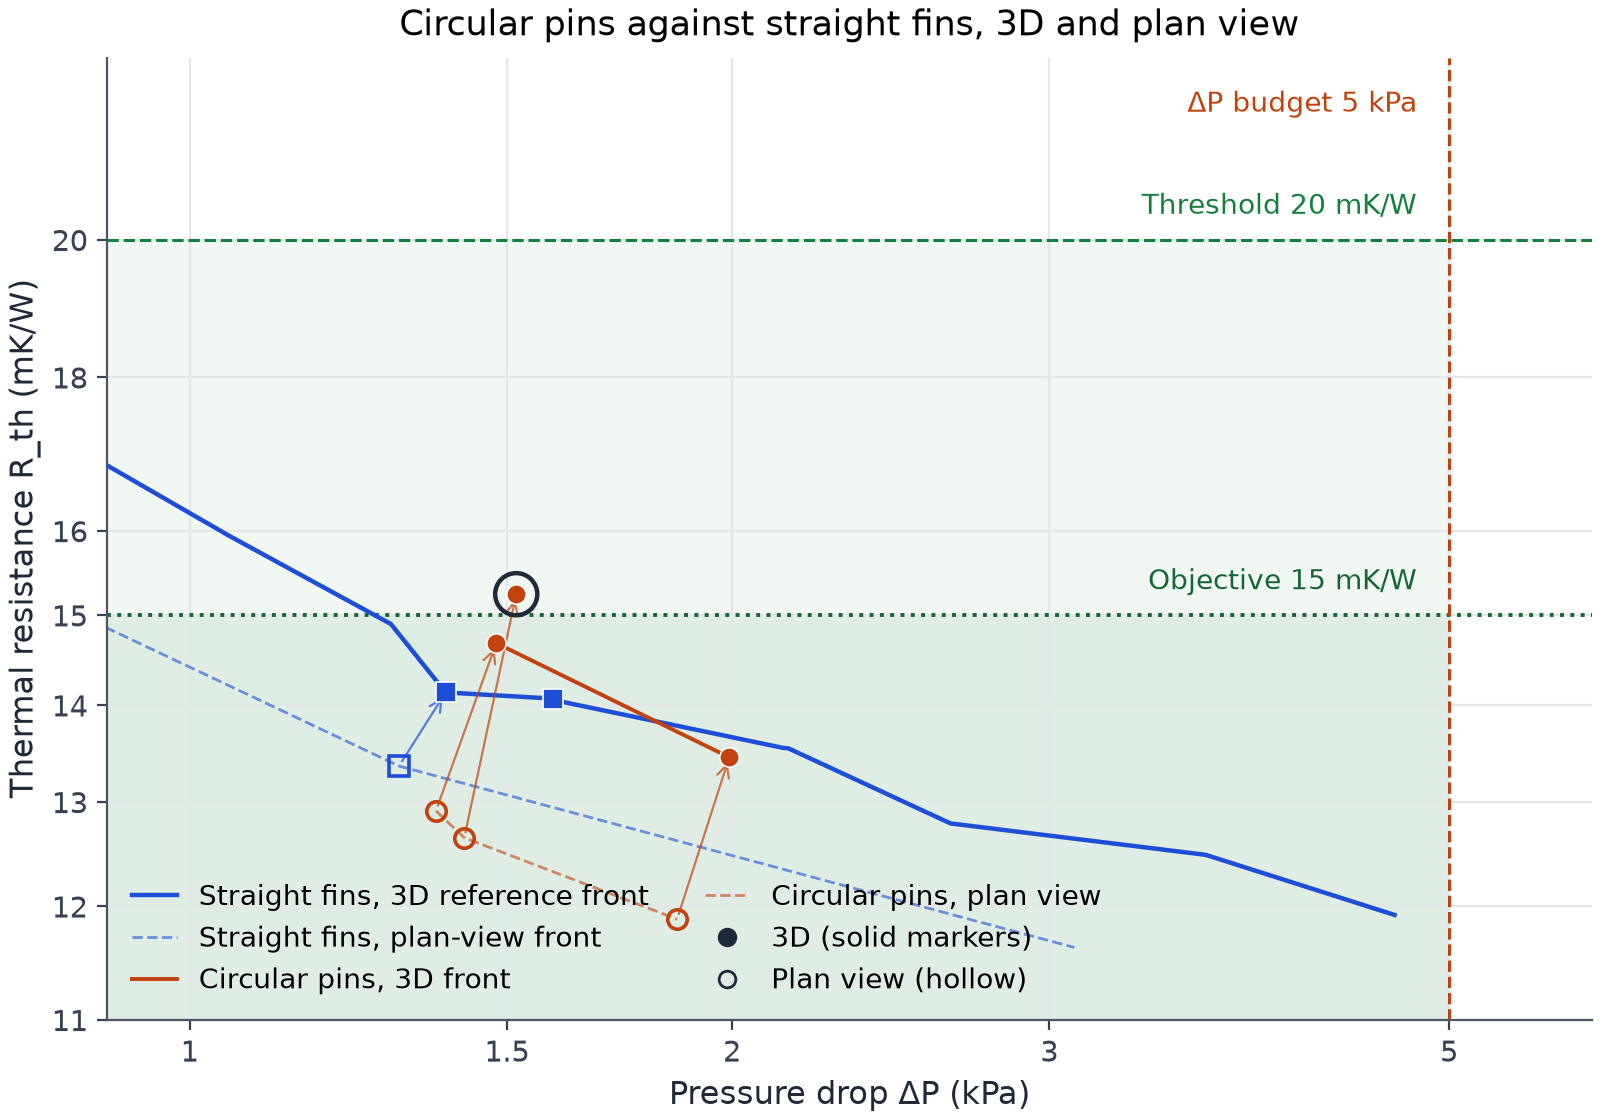 Circular pins against straight fins, 3D and plan view
ΔP budget 5 kPa
Threshold 20 mK/W
Objective 15 mK/W
Thermal resistance R_th (mK/W)
20
18
16
15
14
13
12
11
Straight fins, 3D reference front
Straight fins, plan-view front
Circular pins, 3D front
Circular pins, plan view
3D (solid markers)
Plan view (hollow)
1
1.5
2
3
5
Pressure drop ΔP (kPa)